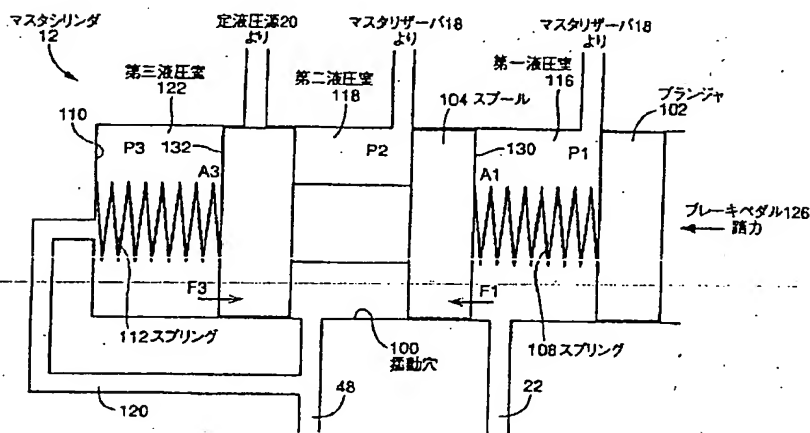 マスタシリンダ
12
定液圧源20
より
マスタリザーバ18
より
マスタリザーバ18
より
第三液圧室
122
第二液圧室
118
104 スプール
第一液圧室
116
プランジャ
102
110
P3
132
A3
P2
130
P1
A1
ブレーキペダル126
踏力
F3
F1
112スプリング
100
摺動穴
108スプリング
120
48
22